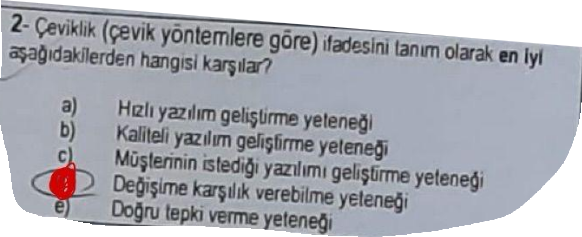 2- Çeviklik (çevik yöntemlere göre) ifadesini tanım olarak en iyi
aşağıdakilerden hangisi karşılar?
a) Hızlı yazılım geliştirme yeteneği
b) Kaliteli yazılım geliştirme yeteneği
c) Müşterinin istediği yazılımı geliştirme yeteneği
Değişime karşılık verebilme yeteneği
e) Doğru tepki verme yeteneği